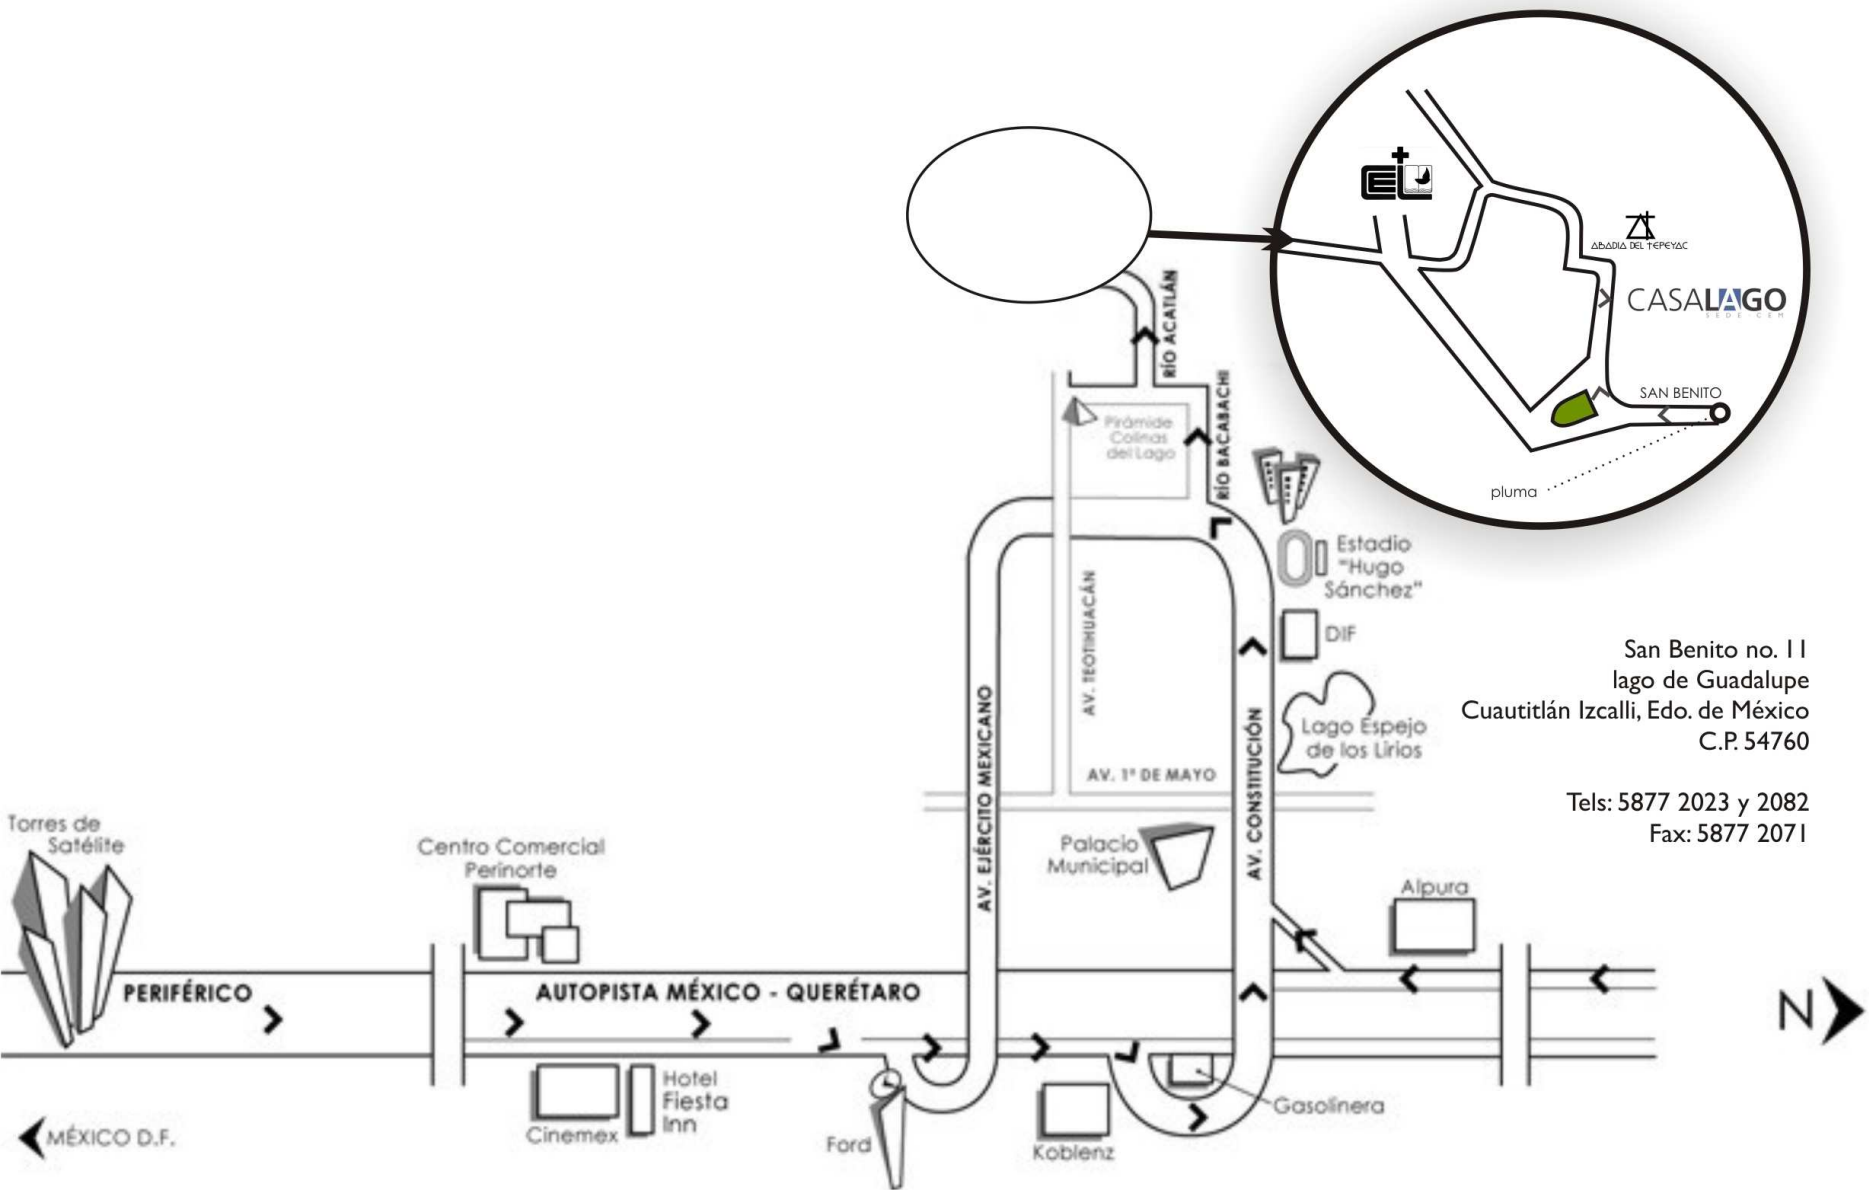 ABADIA DEL TEPEYAC
CASALAGO
SEDE CEM
SAN BENITO
pluma
RÍO ACATLÁN
RÍO BACABACHI
Pirámide
Colinas
del Lago
Estadio
"Hugo
Sánchez"
DIF
AV. TEOTIHUACÁN
San Benito no. 11
lago de Guadalupe
Cuautitlán Izcalli, Edo. de México
C.P. 54760
Tels: 5877 2023 y 2082
Fax: 5877 2071
Lago Espejo
de los Lirios
AV. EJÉRCITO MEXICANO
AV. CONSTITUCIÓN
AV. 1º DE MAYO
Palacio
Municipal
Torres de
Satélite
Centro Comercial
Perinorte
Alpura
PERIFÉRICO
AUTOPISTA MÉXICO - QUERÉTARO
N
Hotel
Fiesta
Inn
Cinemex
Ford
Koblenz
Gasolinera
MÉXICO D.F.